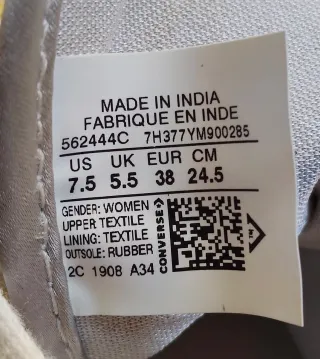 MADE IN INDIA
FABRIQUE EN INDE
562444C 7H377YM900285
US UK EUR CM
7.5 5.5 38 24.5
GENDER: WOMEN
UPPER: TEXTILE
LINING: TEXTILE
OUTSOLE: RUBBER
2C 1908 A34
CONVERSE
TM